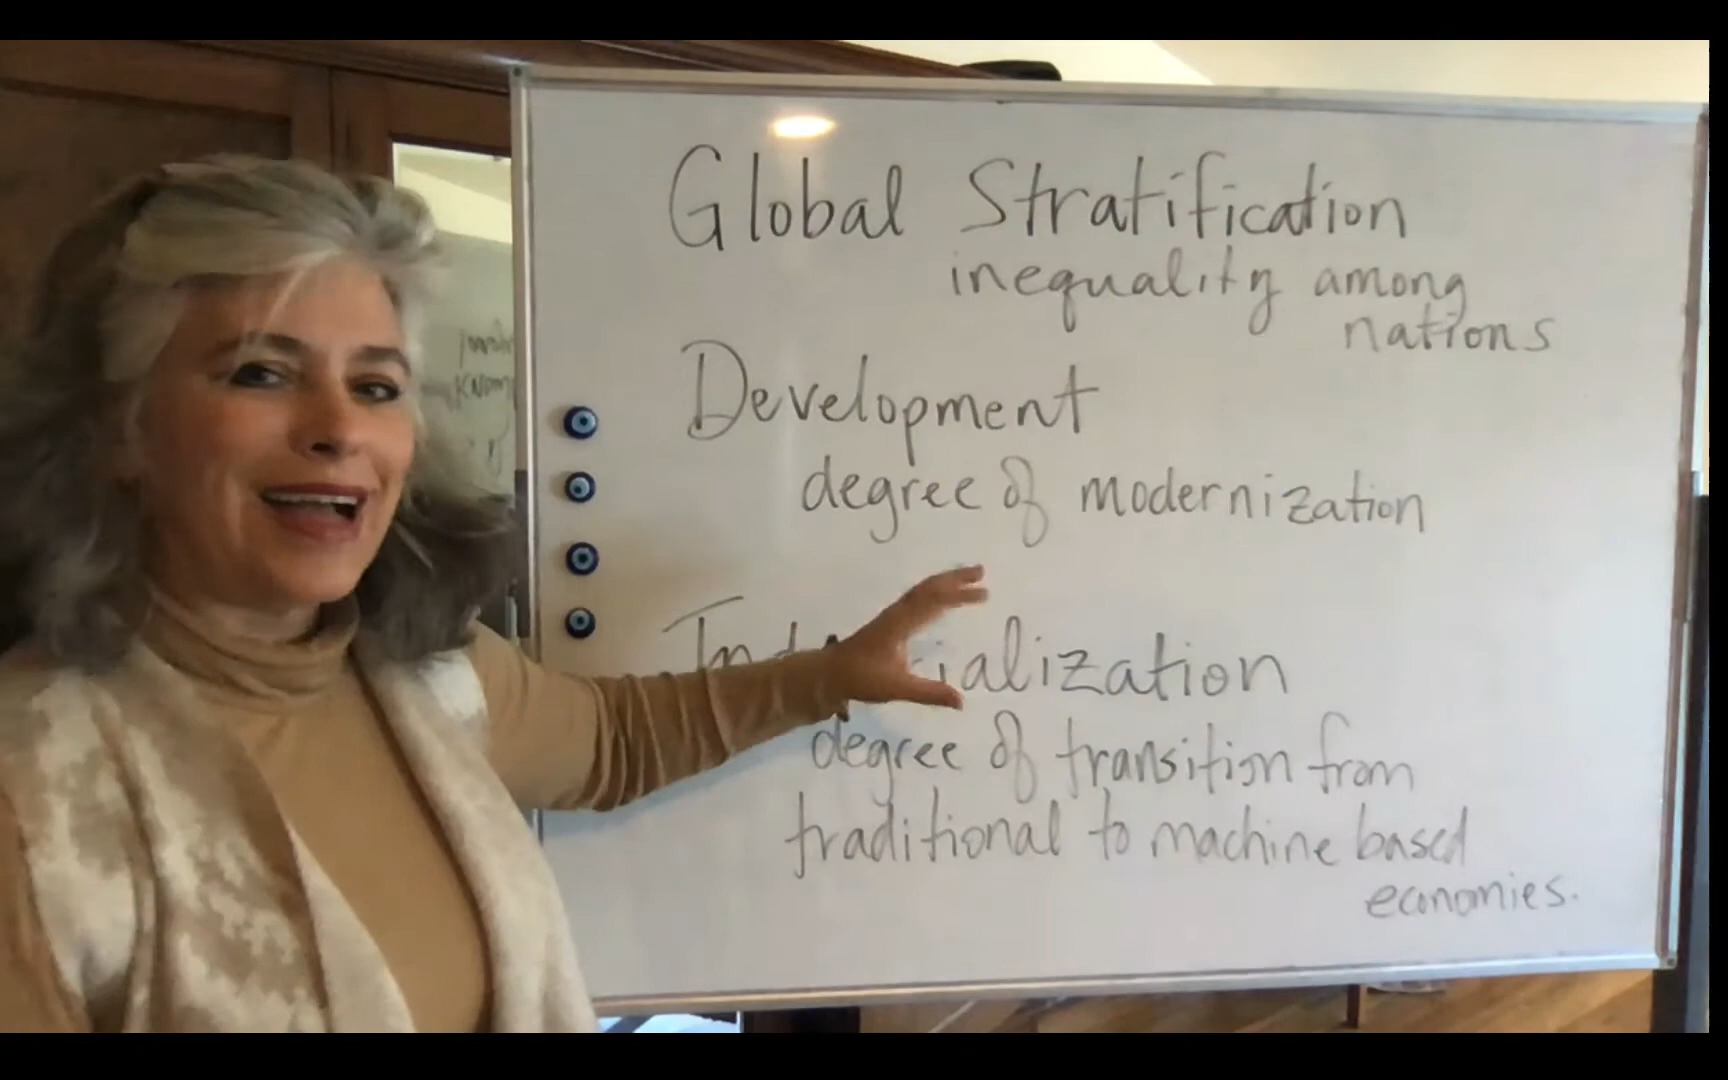 Global Stratification
inequality among
nations
Development
degree of modernization
Ind ialization
degree of transition from
traditional to machine based
economies.